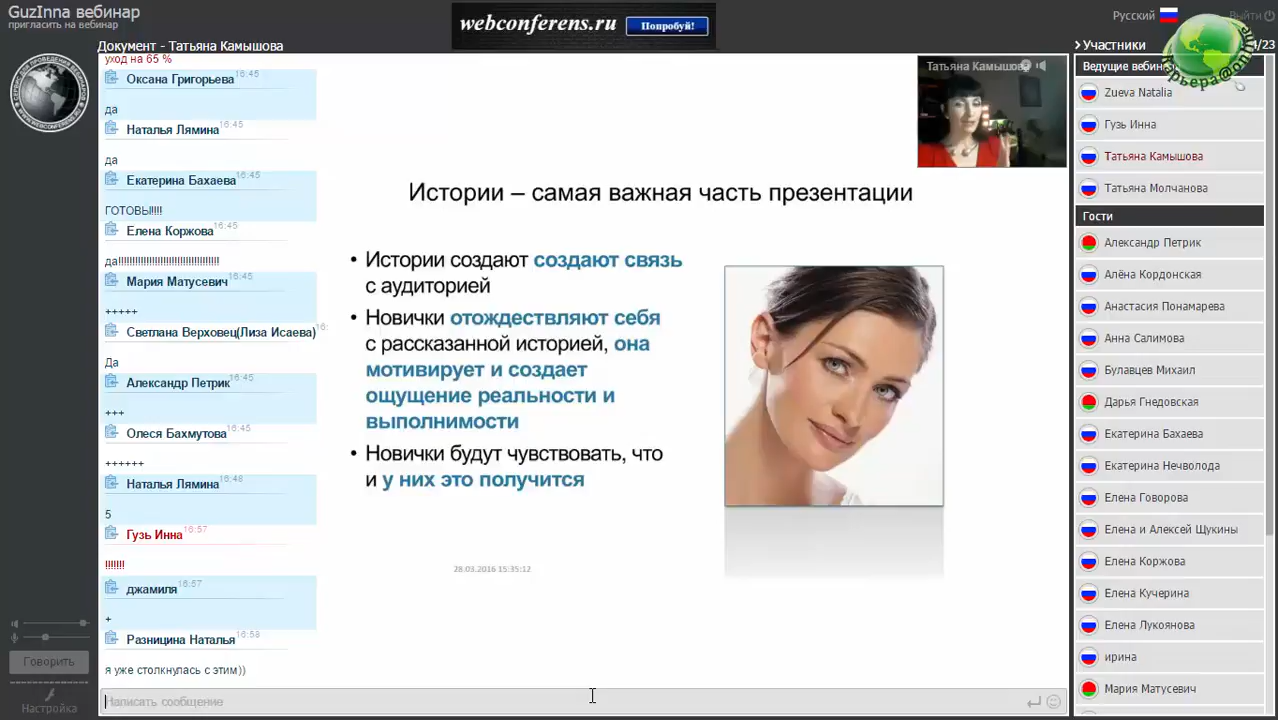 GuzInna вебинар
пригласить на вебинар
webconferens.ru
Попробуй!
Русский
Выйти
Документ - Татьяна Камышова
уход на 65 %
Оксана Григорьева 16:45
да
Наталья Лямина 16:45
да
Екатерина Бахаева 16:45
ГОТОВЫ!!!!
Елена Коржова 16:45
да!!!!!!!!!!!!!!!!!!!!!!!!!!!!!!!!!!
Мария Матусевич 16:45
+++++
Светлана Верховец(Лиза Исаева) 16:
Да
Александр Петрик 16:45
+++
Олеся Бахмутова 16:45
++++++
Наталья Лямина 16:48
5
Гузь Инна 16:57
!!!!!!!
джамиля 16:57
+
Разницина Наталья 16:59
я уже столкнулась с этим))
Написать сообщение
Говорить
Настройка
Татьяна Камышова
Истории – самая важная часть презентации
• Истории создают создают связь
с аудиторией
• Новички отождествляют себя
с рассказанной историей, она
мотивирует и создает
ощущение реальности и
выполнимости
• Новички будут чувствовать, что
и у них это получится
28.03.2016 15:35:12
Участники
/23
Ведущие
Zueva Natalia
Гузь Инна
Татьяна Камышова
Татьяна Молчанова
Гости
Александр Петрик
Алёна Кордонская
Анастасия Понамарева
Анна Салимова
Булавцев Михаил
Дарья Гнедовская
Екатерина Бахаева
Екатерина Нечволода
Елена Говорова
Елена и Алексей Щукины
Елена Коржова
Елена Кучерина
Елена Лукоянова
ирина
Мария Матусевич